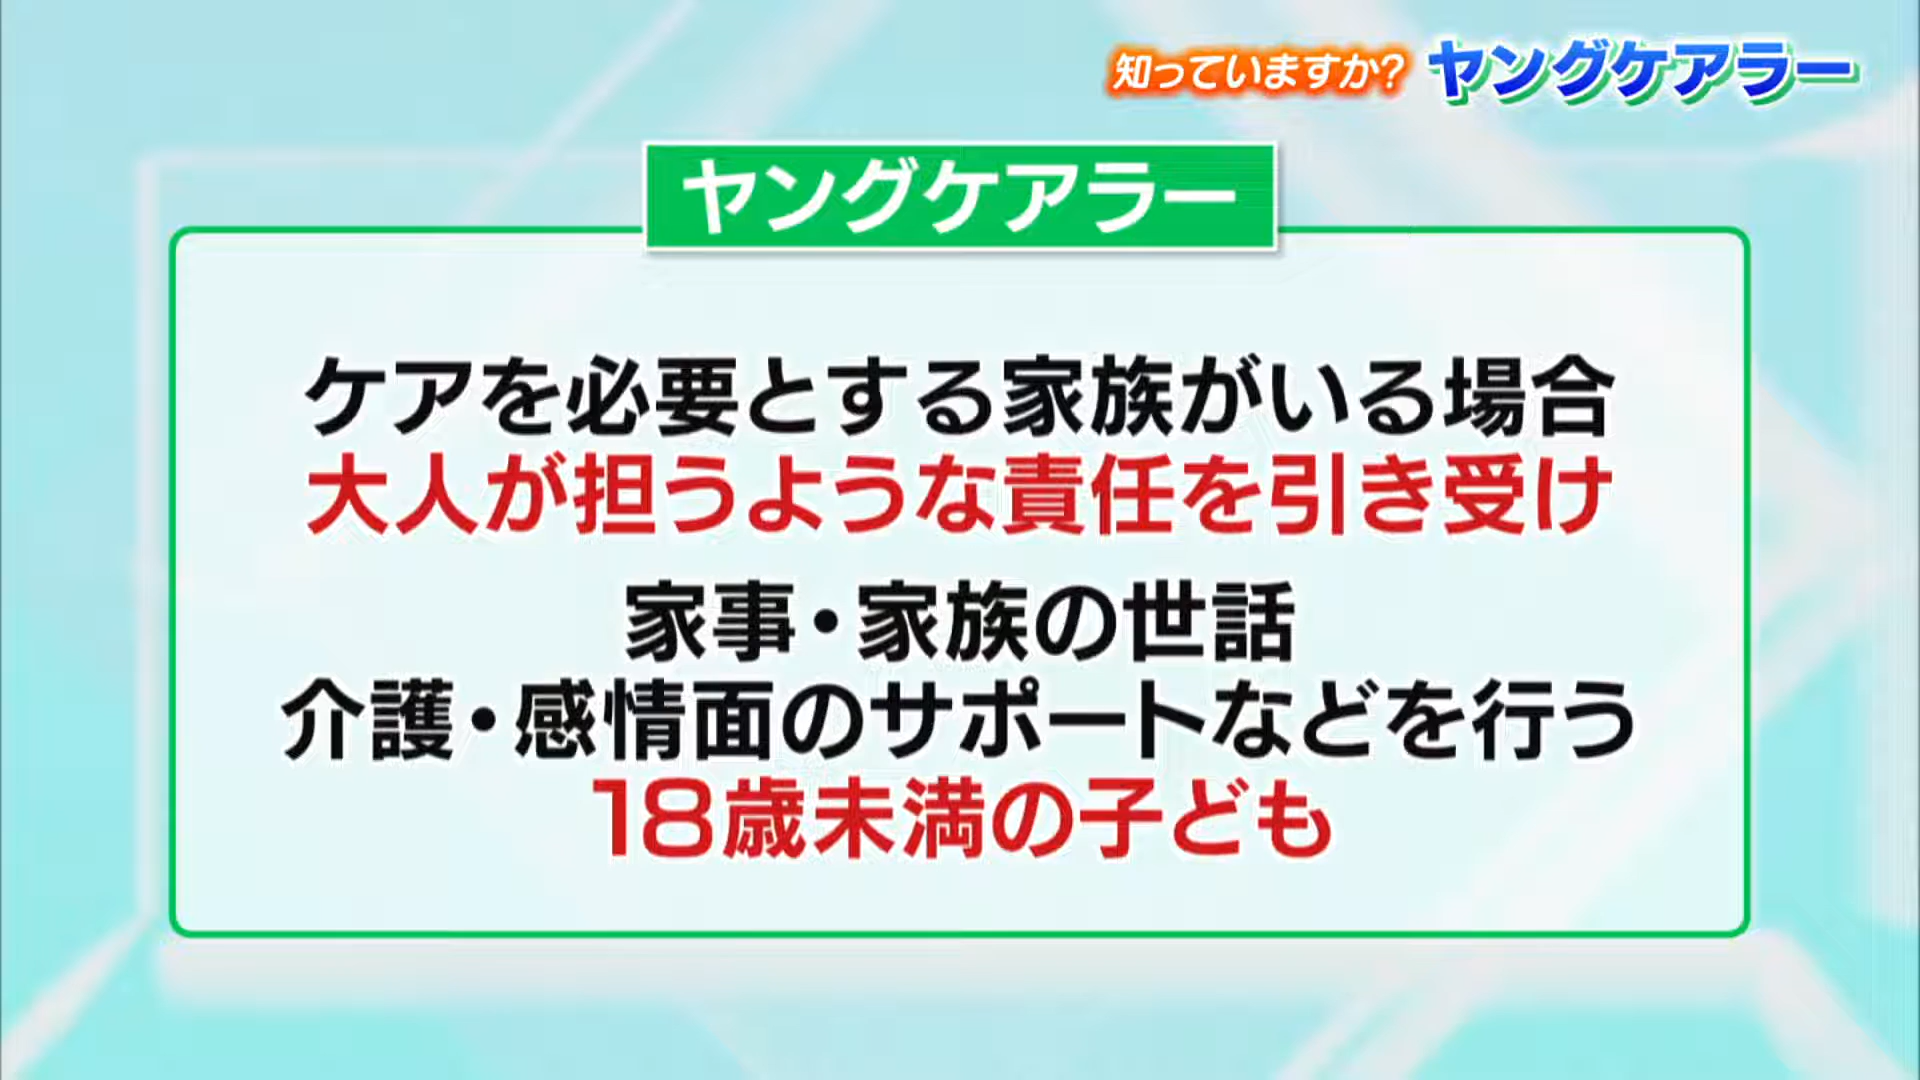 知っていますか? ヤングケアラー
ヤングケアラー
ケアを必要とする家族がいる場合
大人が担うような責任を引き受け
家事・家族の世話
介護・感情面のサポートなどを行う
18歳未満の子ども